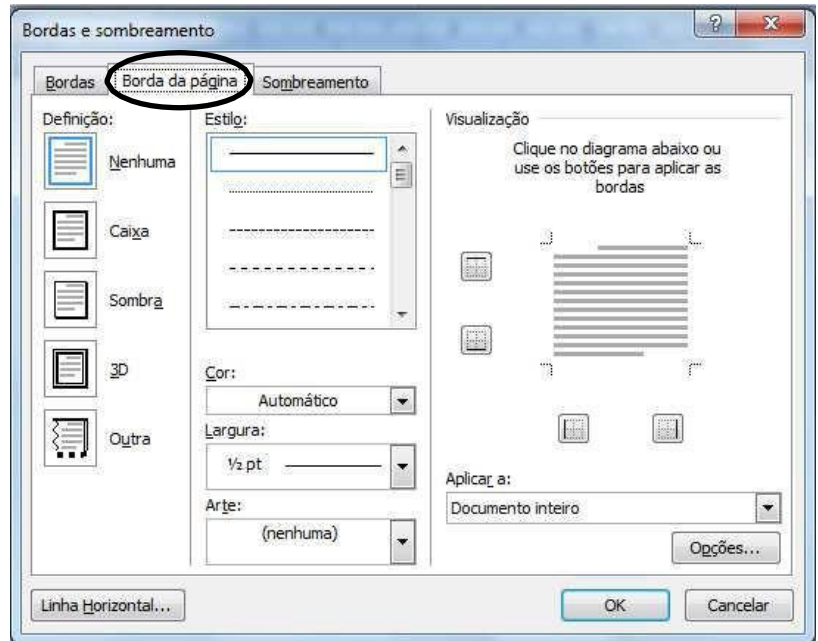 Bordas e sombreamento
Bordas
Borda da página
Sombreamento
Definição:
Nenhuma
Caixa
Sombra
3D
Outra
Estilo:
Cor:
Automático
Largura:
½ pt
Arte:
(nenhuma)
Visualização
Clique no diagrama abaixo ou
use os botões para aplicar as
bordas
Aplicar a:
Documento inteiro
Opções...
Linha Horizontal...
OK
Cancelar